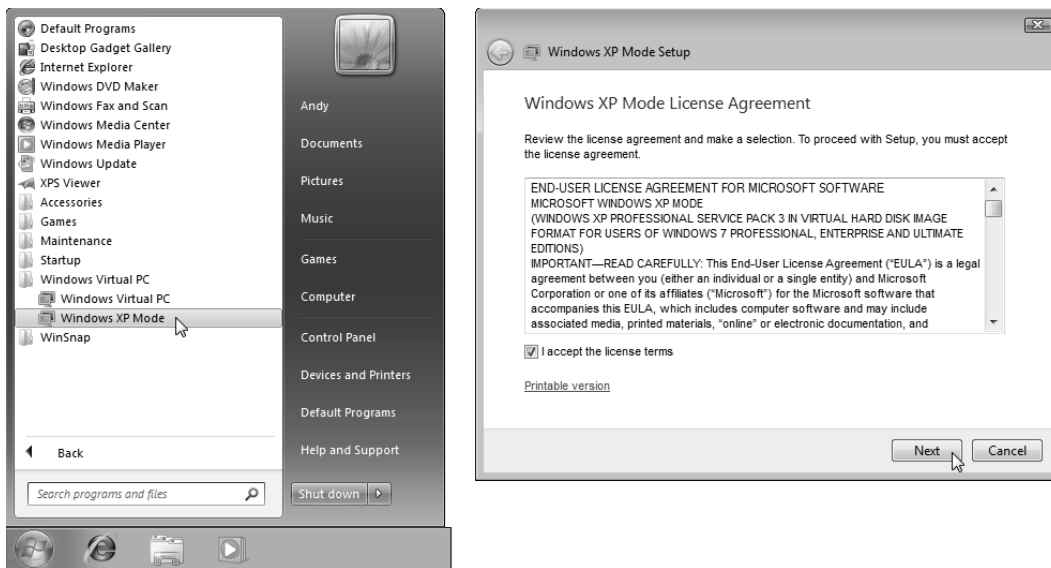 Default Programs
Desktop Gadget Gallery
Internet Explorer
Windows DVD Maker
Windows Fax and Scan
Windows Media Center
Windows Media Player
Windows Update
XPS Viewer
Accessories
Games
Maintenance
Startup
Windows Virtual PC
Windows Virtual PC
Windows XP Mode
WinSnap
Back
Search programs and files
Andy
Documents
Pictures
Music
Games
Computer
Control Panel
Devices and Printers
Default Programs
Help and Support
Shut down
Windows XP Mode Setup
Windows XP Mode License Agreement
Review the license agreement and make a selection. To proceed with Setup, you must accept
the license agreement.
END-USER LICENSE AGREEMENT FOR MICROSOFT SOFTWARE
MICROSOFT WINDOWS XP MODE
(WINDOWS XP PROFESSIONAL SERVICE PACK 3 IN VIRTUAL HARD DISK IMAGE
FORMAT FOR USERS OF WINDOWS 7 PROFESSIONAL, ENTERPRISE AND ULTIMATE
EDITIONS)
IMPORTANT—READ CAREFULLY: This End-User License Agreement (“EULA”) is a legal
agreement between you (either an individual or a single entity) and Microsoft
Corporation or one of its affiliates (“Microsoft”) for the Microsoft software that
accompanies this EULA, which includes computer software and may include
associated media, printed materials, “online” or electronic documentation, and
I accept the license terms
Printable version
Next
Cancel